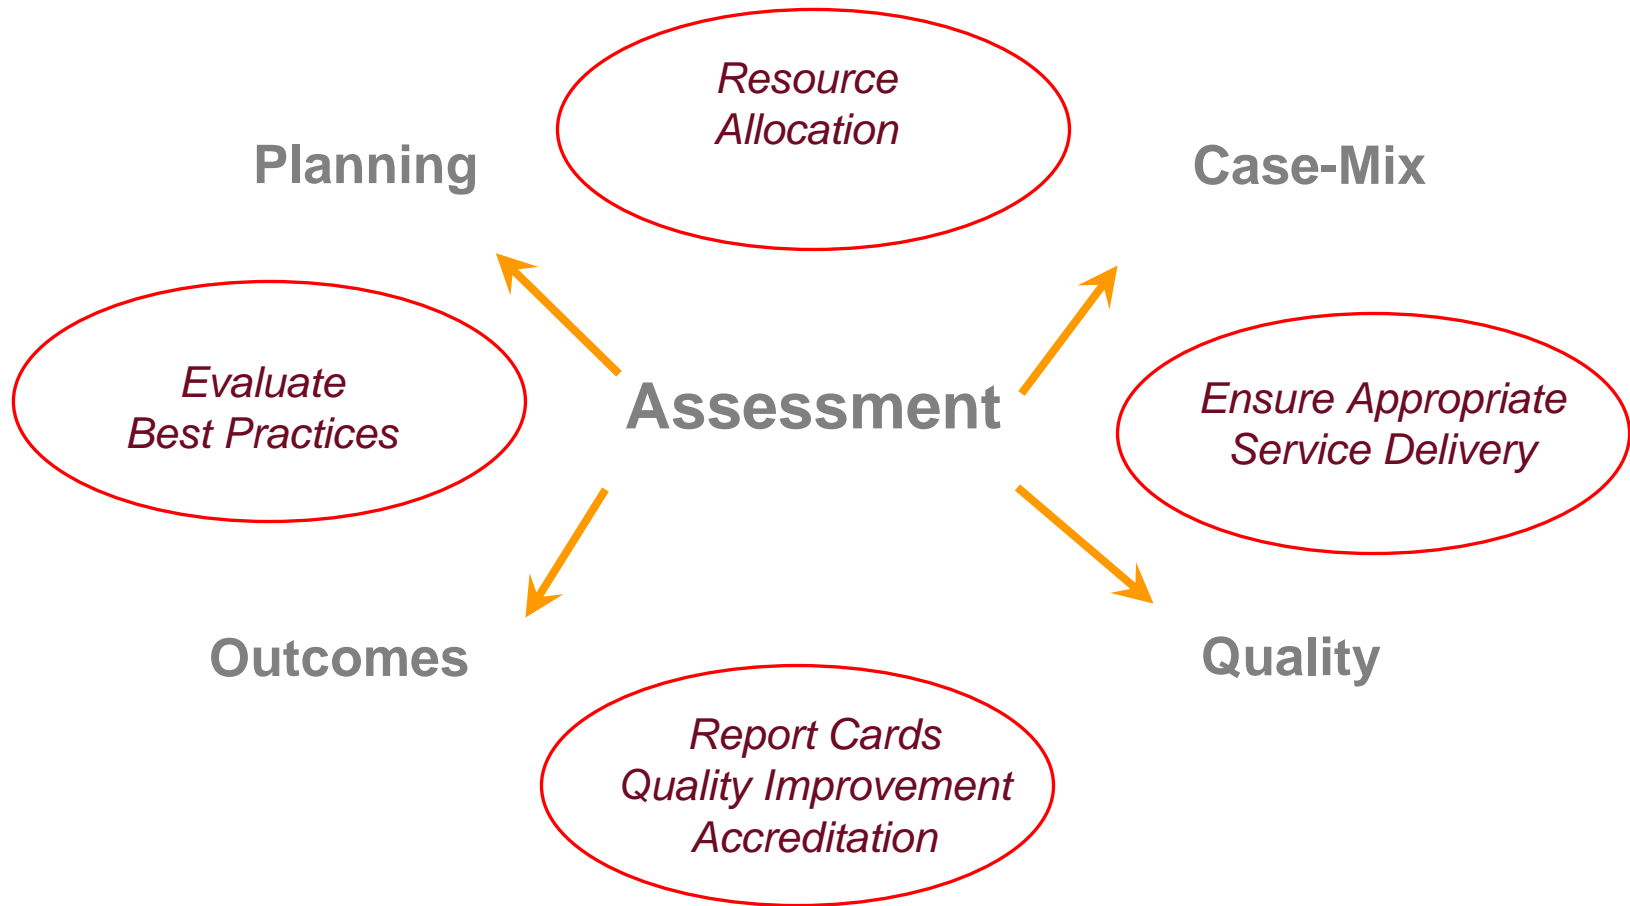 Resource
Allocation
Planning
Case-Mix
Evaluate
Best Practices
Assessment
Ensure Appropriate
Service Delivery
Outcomes
Quality
Report Cards
Quality Improvement
Accreditation